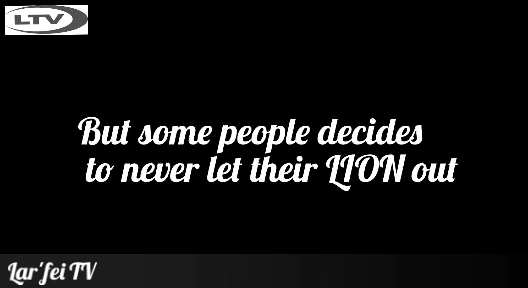 LTV
But some people decides
to never let their LION out
Lar'fei TV